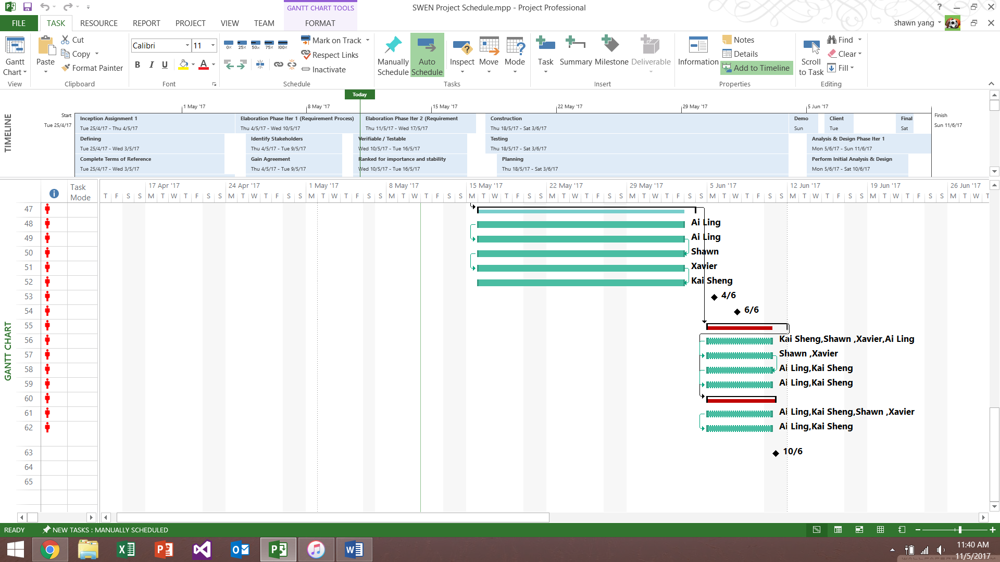 GANTT CHART TOOLS
SWEN Project Schedule.mpp - Project Professional
?
FILE TASK RESOURCE REPORT PROJECT VIEW TEAM FORMAT
shawn yang
Gantt Chart
View
Paste
Cut
Copy
Format Painter
Clipboard
Calibri 11
B I U A
Font
0% 25% 50% 75% 100%
Mark on Track
Respect Links
Inactivate
Schedule
Manually Schedule
Auto Schedule
Inspect
Move
Mode
Tasks
Task
Summary
Milestone
Deliverable
Insert
Information
Notes
Details
Add to Timeline
Properties
Scroll to Task
Find
Clear
Fill
Editing
Today
TIMELINE
1 May '17 8 May '17 15 May '17 22 May '17 29 May '17 5 Jun '17
Start
Tue 25/4/17
Finish
Sun 11/6/17
Inception Assignment 1
Tue 25/4/17 - Thu 4/5/17
Elaboration Phase Iter 1 (Requirement Process)
Thu 4/5/17 - Wed 10/5/17
Elaboration Phase Iter 2 (Requirement
Thu 11/5/17 - Wed 17/5/17
Construction
Thu 18/5/17 - Sat 3/6/17
Demo
Sun
Client
Tue
Final
Sat
Defining
Tue 25/4/17 - Wed 3/5/17
Identify Stakeholders
Thu 4/5/17 - Tue 9/5/17
Verifiable / Testable
Wed 10/5/17 - Tue 16/5/17
Testing
Thu 18/5/17 - Sat 3/6/17
Analysis & Design Phase Iter 1
Mon 5/6/17 - Sun 11/6/17
Complete Terms of Reference
Tue 25/4/17 - Wed 3/5/17
Gain Agreement
Thu 4/5/17 - Tue 9/5/17
Ranked for importance and stability
Wed 10/5/17 - Tue 16/5/17
Planning
Thu 18/5/17 - Sat 3/6/17
Perform Initial Analysis & Design
Mon 5/6/17 - Sat 10/6/17
GANTT CHART
Task Mode
17 Apr '17 24 Apr '17 1 May '17 8 May '17 15 May '17 22 May '17 29 May '17 5 Jun '17 12 Jun '17 19 Jun '17 26 Jun '17
T F S S M T W T F S S M T W T F S S M T W T F S S M T W T F S S M T W T F S S M T W T F S S M T W T F S S M T W T F S S M T W T F S S M T W T F S S M T W T
47
48 Ai Ling
49 Ai Ling
50 Shawn
51 Xavier
52 Kai Sheng
53 4/6
54 6/6
55
56 Kai Sheng,Shawn ,Xavier,Ai Ling
57 Shawn ,Xavier
58 Ai Ling,Kai Sheng
59 Ai Ling,Kai Sheng
60
61 Ai Ling,Kai Sheng,Shawn ,Xavier
62 Ai Ling,Kai Sheng
63 10/6
64
65
READY NEW TASKS : MANUALLY SCHEDULED
11:40 AM
11/5/2017